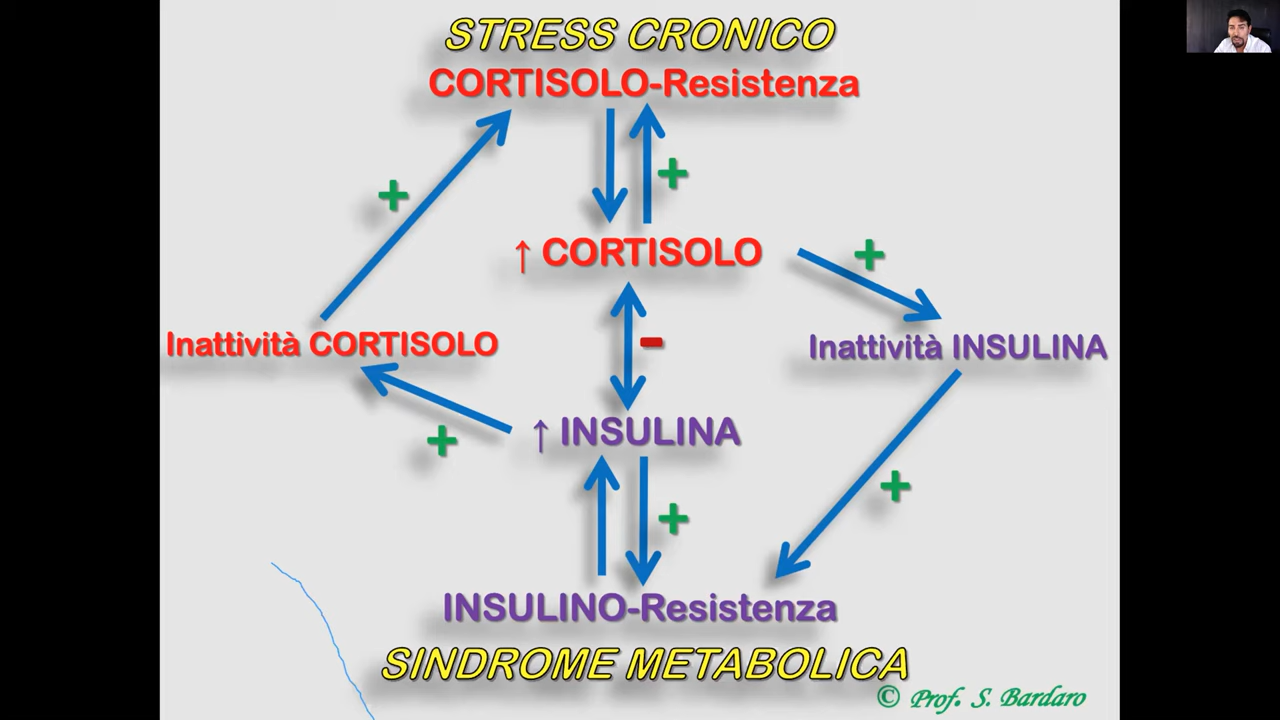 STRESS CRONICO
CORTISOLO-Resistenza
+
+
↑ CORTISOLO
+
Inattività CORTISOLO
-
Inattività INSULINA
↑ INSULINA
+
+
+
INSULINO-Resistenza
SINDROME METABOLICA
© Prof. S. Bardaro